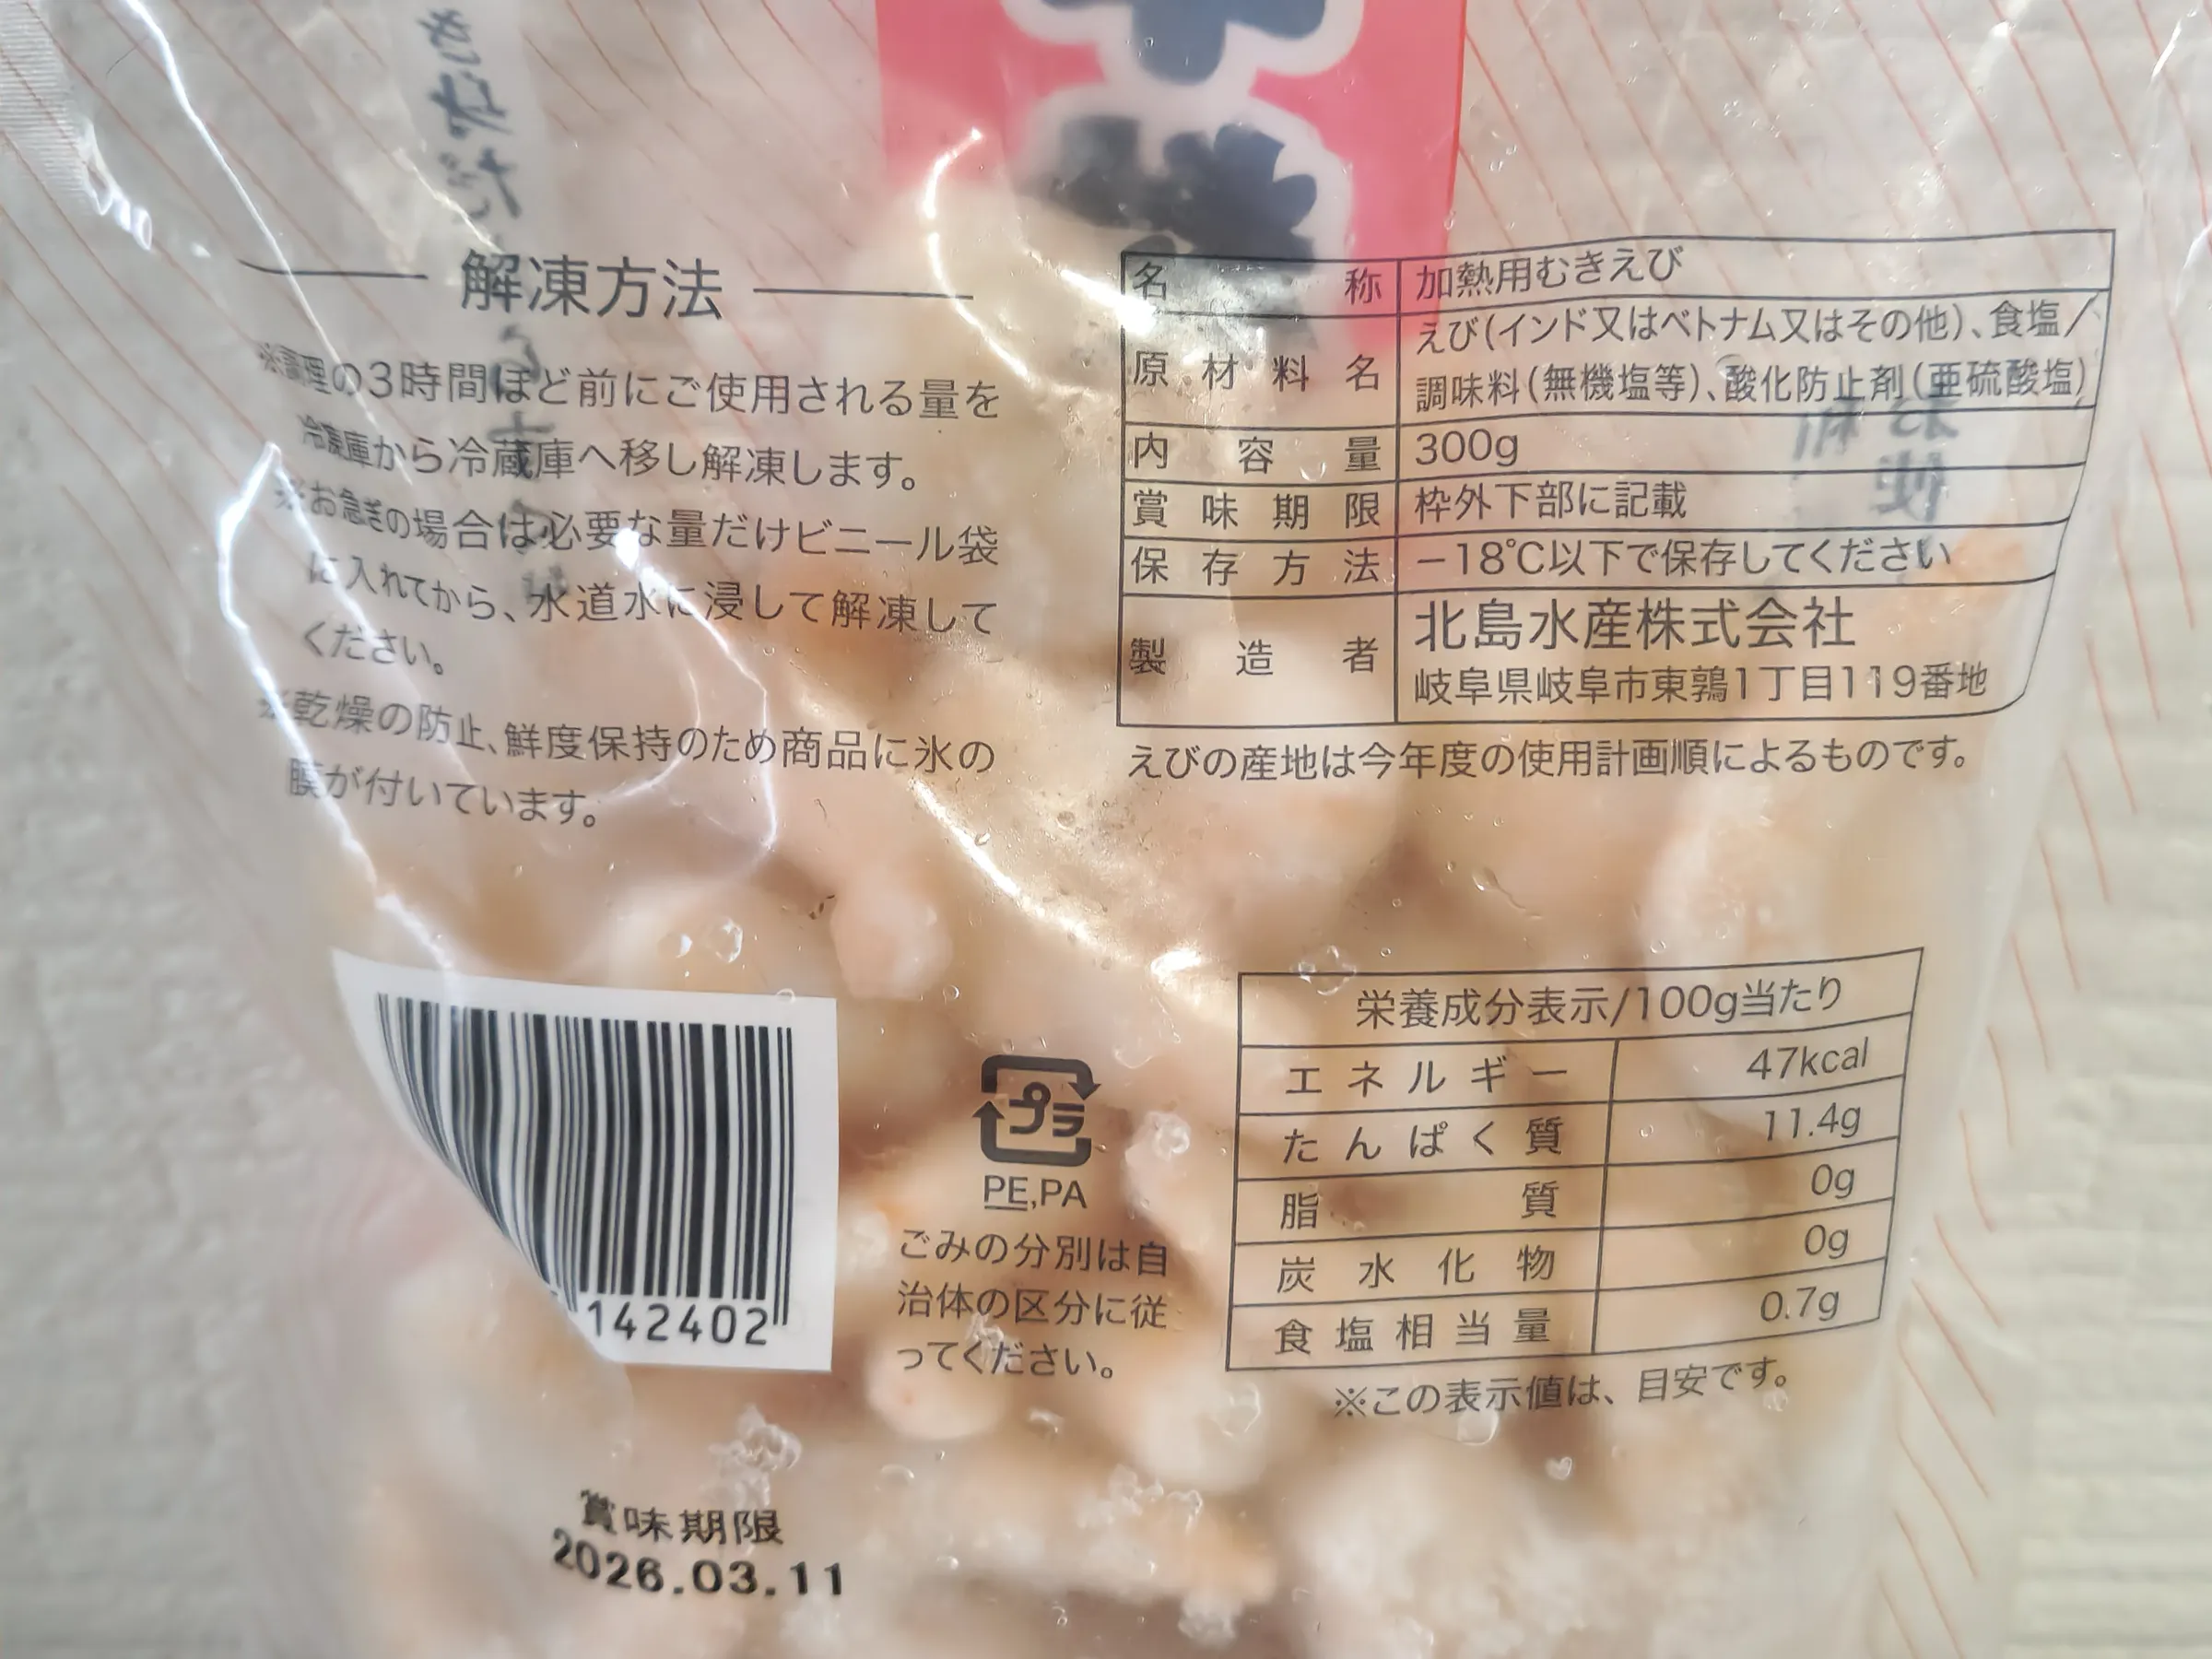 解凍方法
※調理の3時間ほど前にご使用される量を
冷凍庫から冷蔵庫へ移し解凍します。
※お急ぎの場合は必要な量だけビニール袋
に入れてから、水道水に浸して解凍して
ください。
※乾燥の防止、鮮度保持のため商品に氷の
膜が付いています。
名称 加熱用むきえび
原材料名 えび(インド又はベトナム又はその他)、食塩/
調味料(無機塩等)、酸化防止剤(亜硫酸塩)
内容量 300g
賞味期限 枠外下部に記載
保存方法 −18℃以下で保存してください
製造者 北島水産株式会社
岐阜県岐阜市東鶉1丁目119番地
えびの産地は今年度の使用計画順によるものです。
142402
プラ
PE,PA
ごみの分別は自
治体の区分に従
ってください。
栄養成分表示/100g当たり
エネルギー 47kcal
たんぱく質 11.4g
脂質 0g
炭水化物 0g
食塩相当量 0.7g
※この表示値は、目安です。
賞味期限
2026.03.11